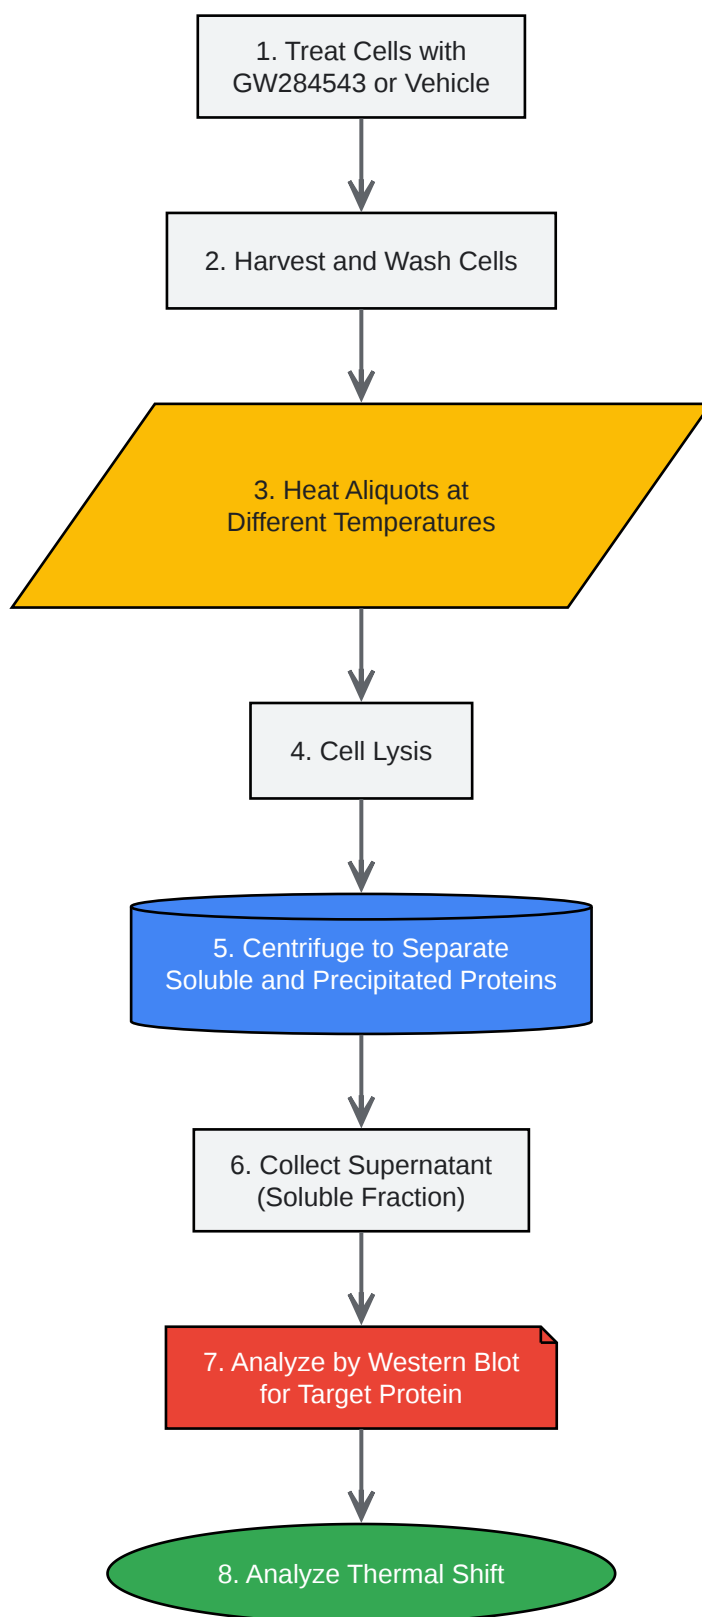 1. Treat Cells with
GW284543 or Vehicle
2. Harvest and Wash Cells
3. Heat Aliquots at
Different Temperatures
4. Cell Lysis
5. Centrifuge to Separate
Soluble and Precipitated Proteins
6. Collect Supernatant
(Soluble Fraction)
7. Analyze by Western Blot
for Target Protein
8. Analyze Thermal Shift